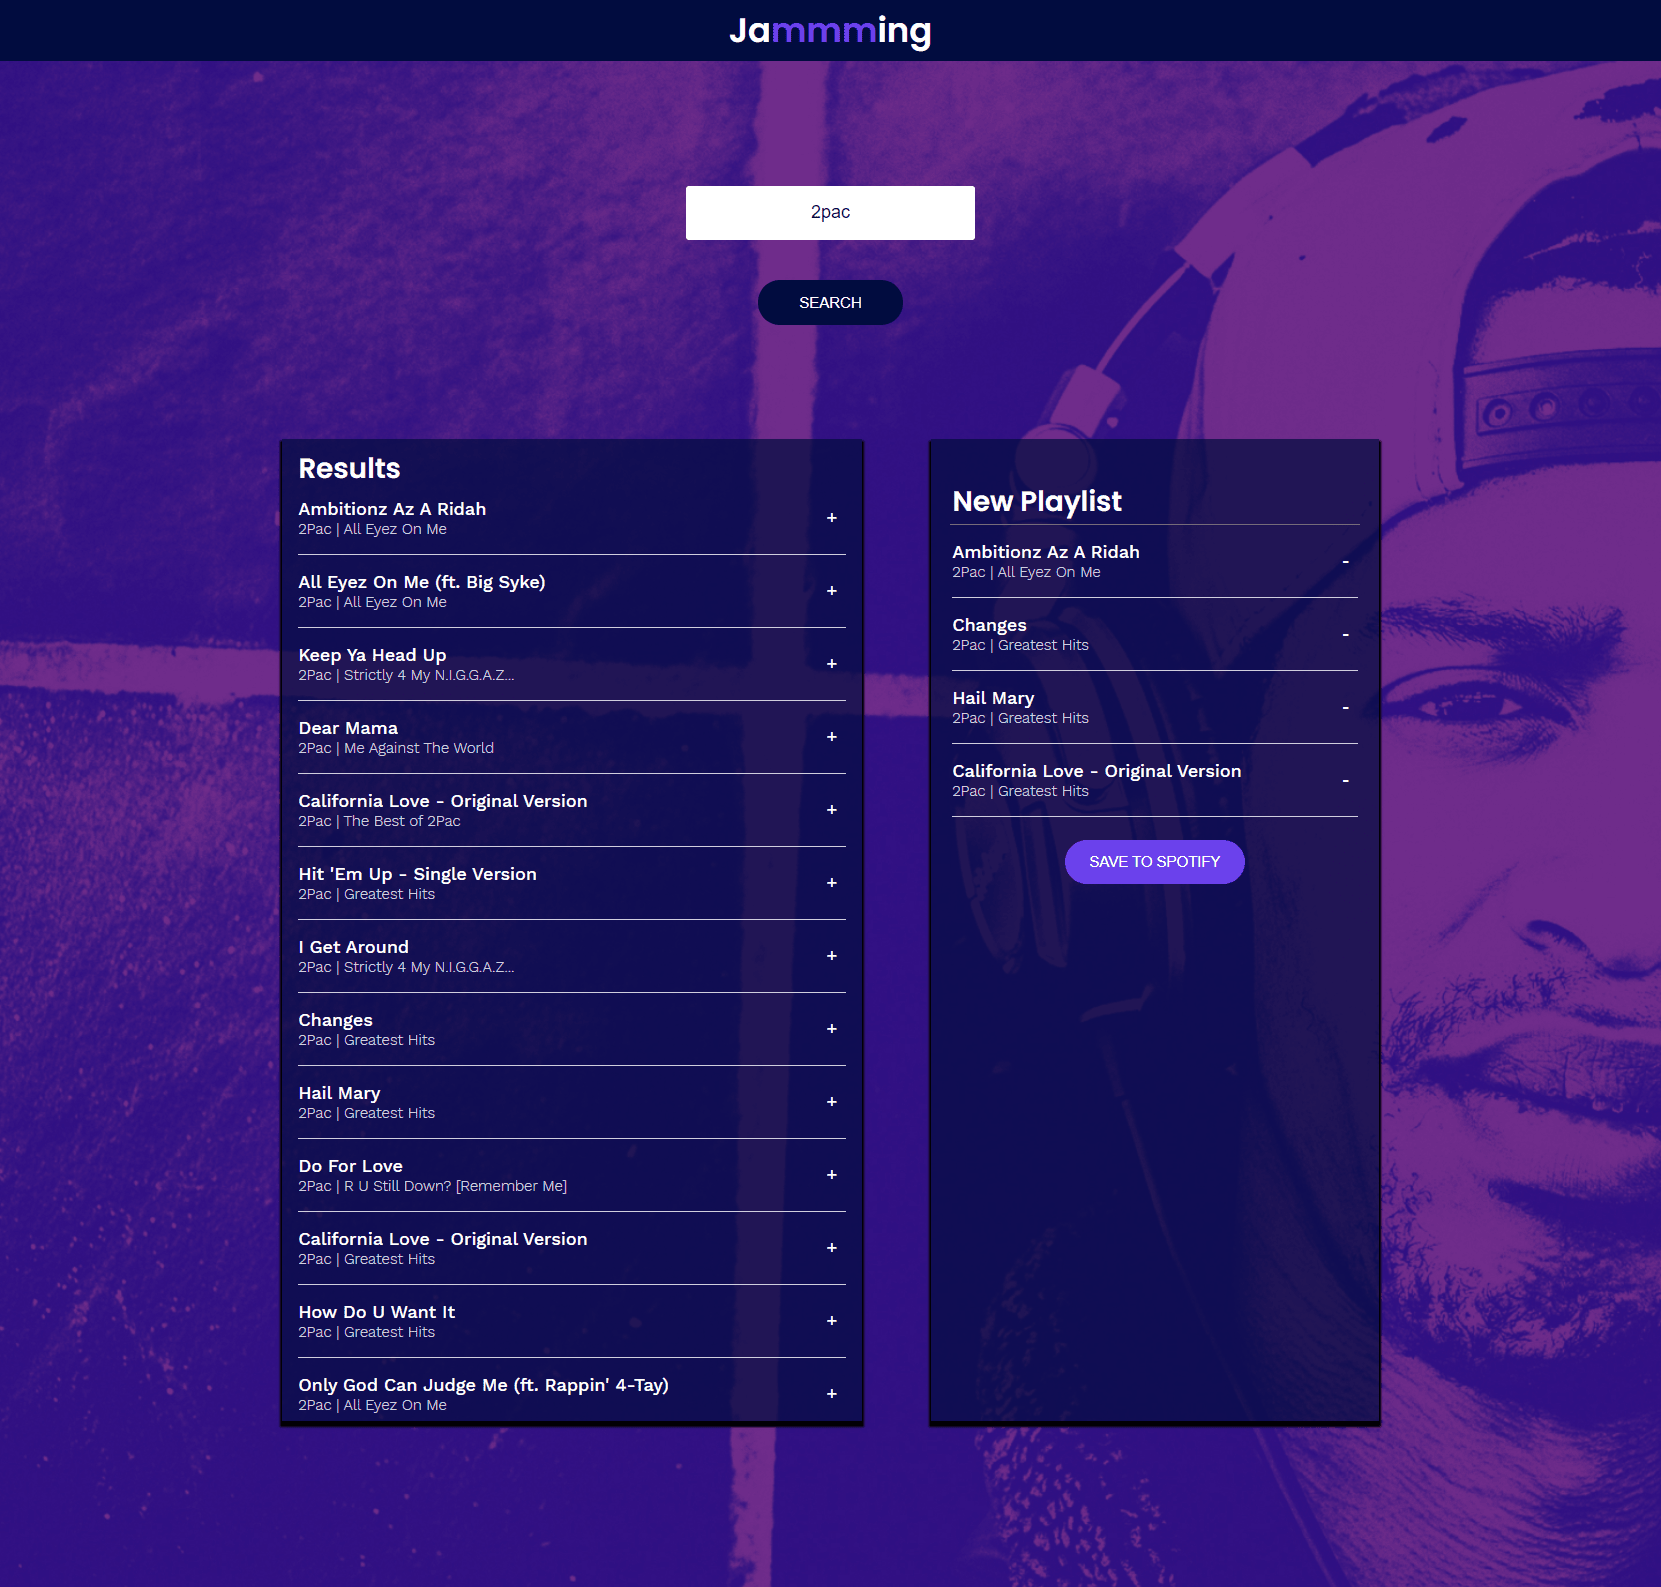 Jammming
2pac
SEARCH
Results
Ambitionz Az A Ridah
+
2Pac | All Eyez On Me
All Eyez On Me (ft. Big Syke)
+
2Pac | All Eyez On Me
Keep Ya Head Up
+
2Pac | Strictly 4 My N.I.G.G.A.Z...
Dear Mama
+
2Pac | Me Against The World
California Love - Original Version
+
2Pac | The Best of 2Pac
Hit 'Em Up - Single Version
+
2Pac | Greatest Hits
I Get Around
+
2Pac | Strictly 4 My N.I.G.G.A.Z...
Changes
+
2Pac | Greatest Hits
Hail Mary
+
2Pac | Greatest Hits
Do For Love
+
2Pac | R U Still Down? [Remember Me]
California Love - Original Version
+
2Pac | Greatest Hits
How Do U Want It
+
2Pac | Greatest Hits
Only God Can Judge Me (ft. Rappin' 4-Tay)
+
2Pac | All Eyez On Me
New Playlist
Ambitionz Az A Ridah
-
2Pac | All Eyez On Me
Changes
-
2Pac | Greatest Hits
Hail Mary
-
2Pac | Greatest Hits
California Love - Original Version
-
2Pac | Greatest Hits
SAVE TO SPOTIFY